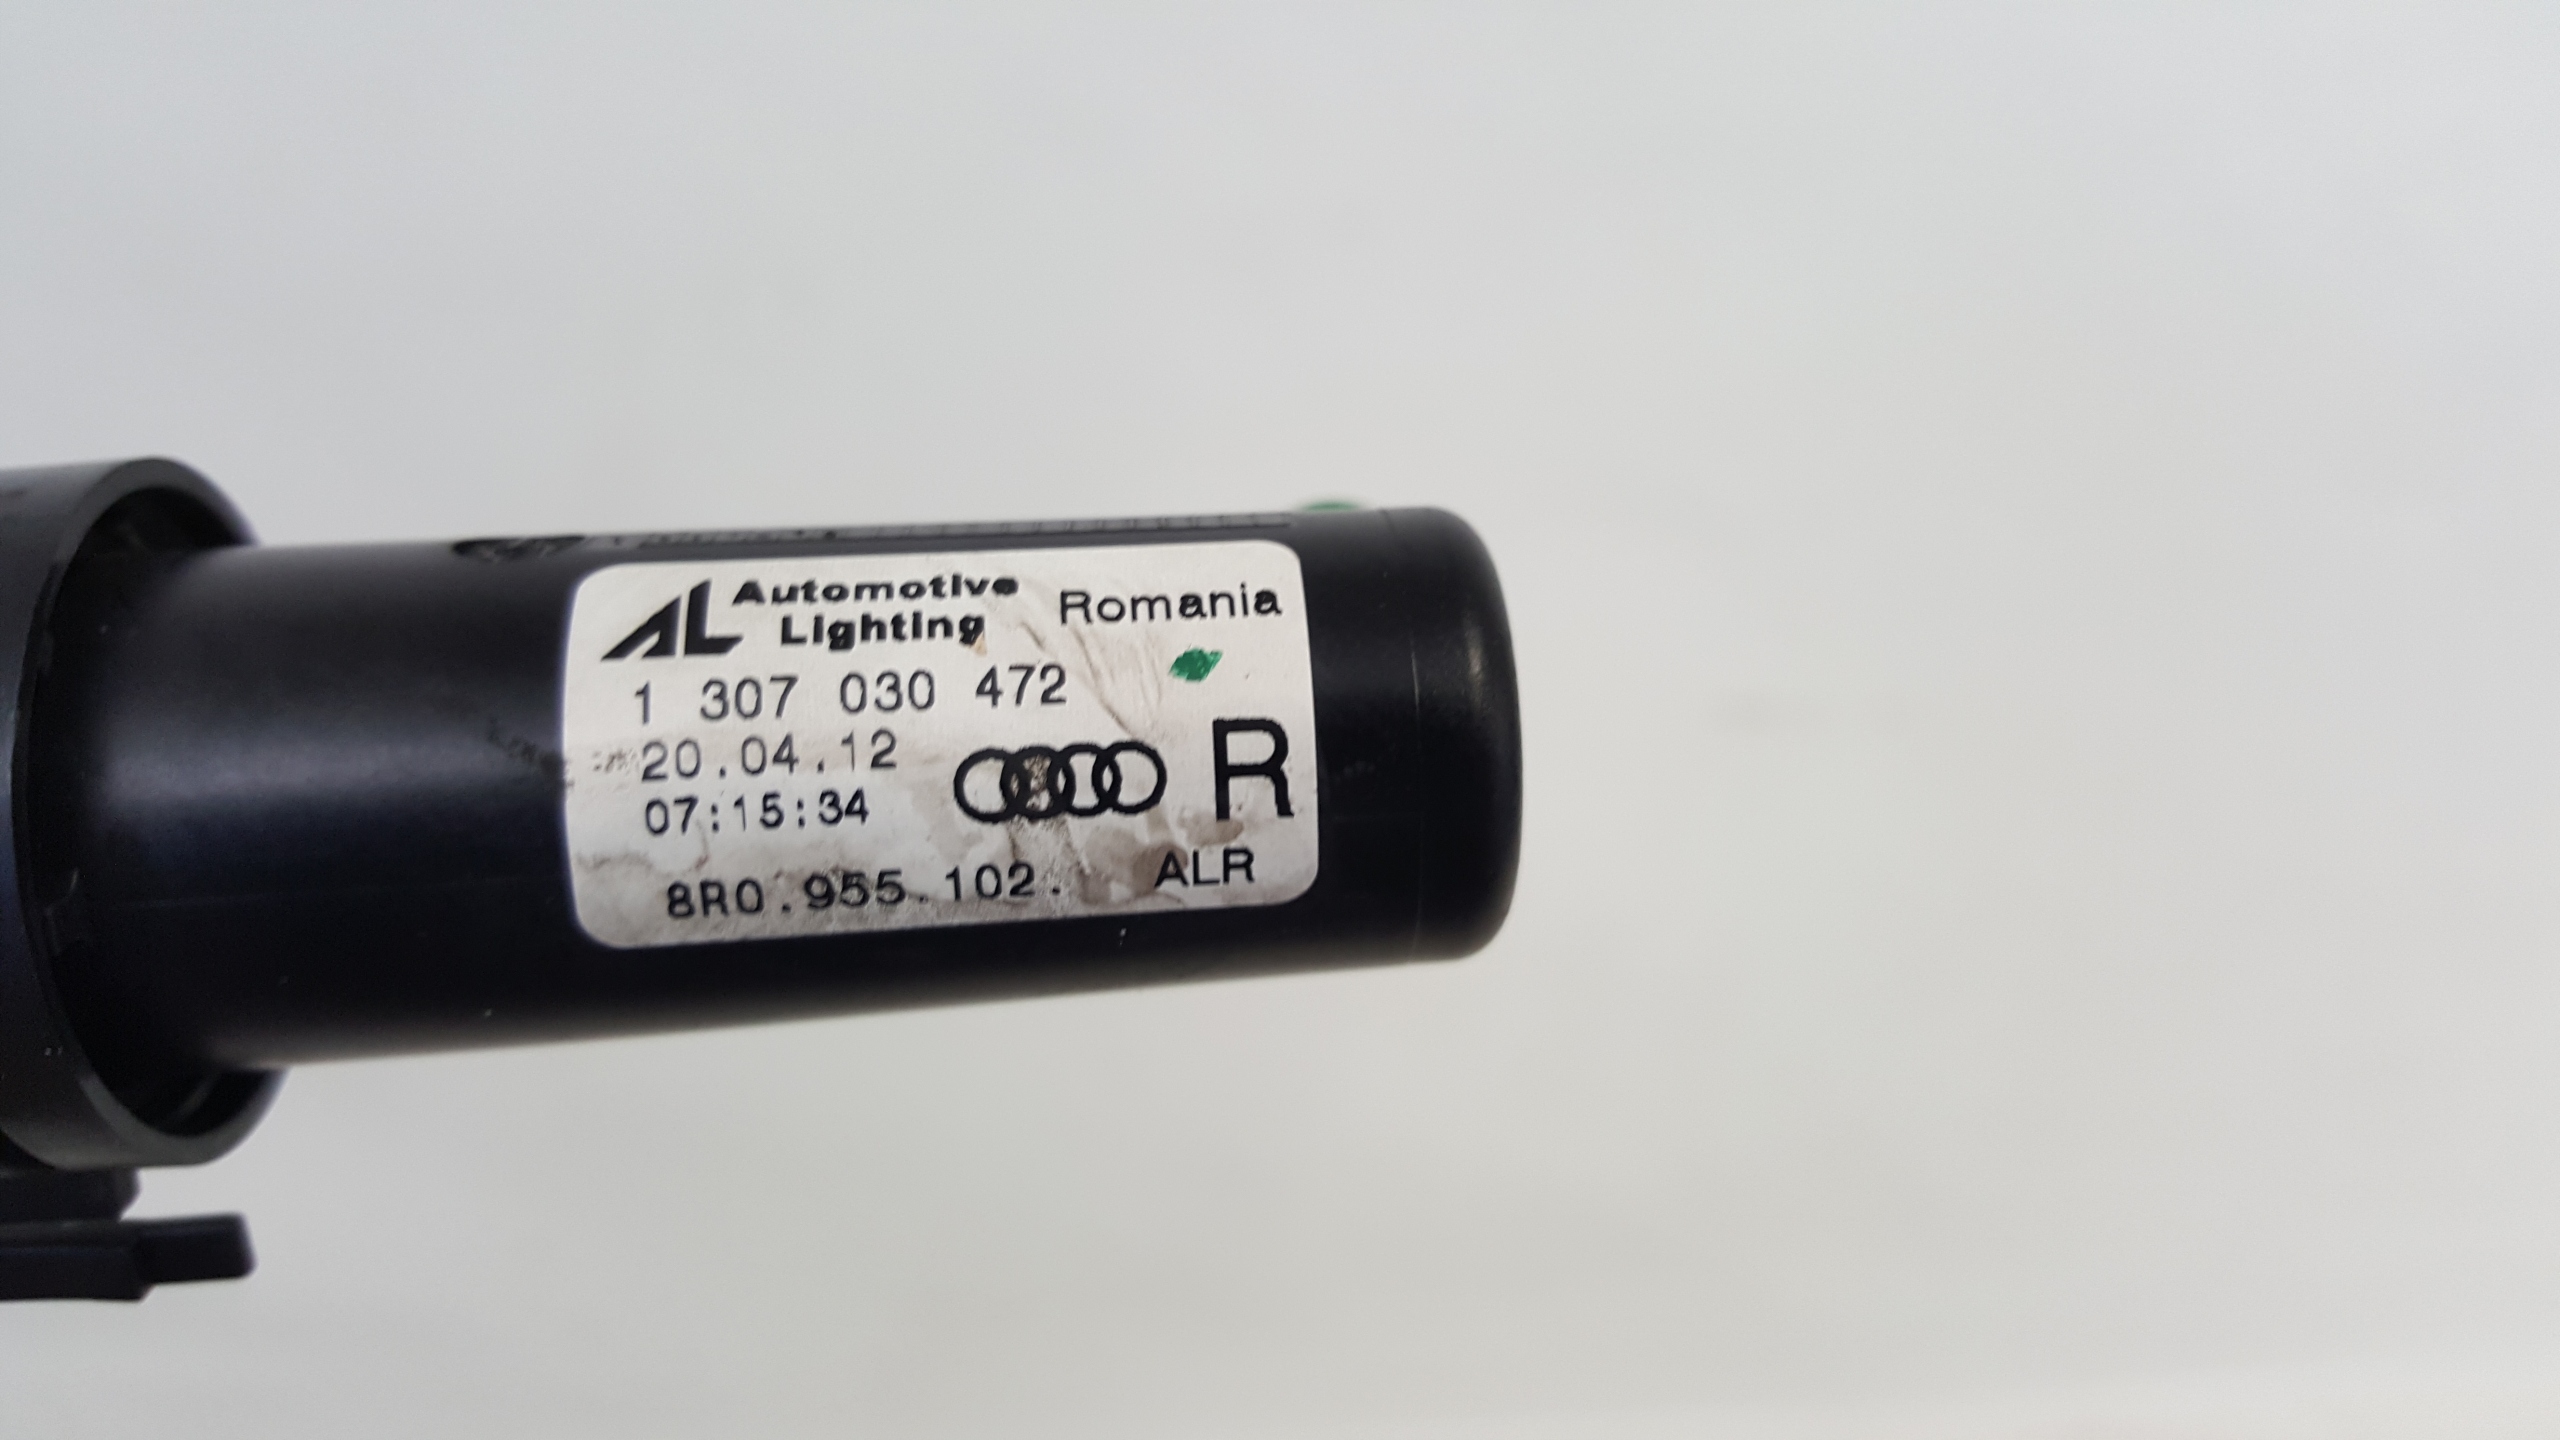 AL Automotive Lighting Romania
1 307 030 472
20.04.12
07:15:34
R
8R0.955.102. ALR